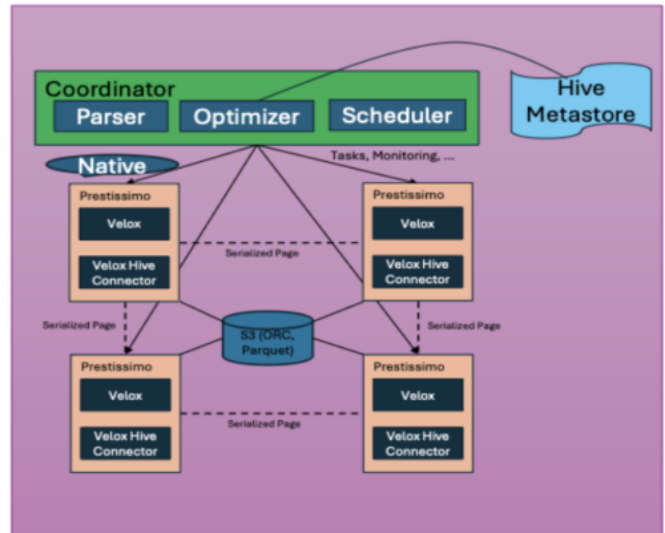 Coordinator
Parser
Optimizer
Scheduler
Hive
Metastore
Tasks, Monitoring, ...
Native
Prestissimo
Velox
Velox Hive
Connector
Prestissimo
Velox
Velox Hive
Connector
Serialized Page
Serialized Page
S3 (ORC,
Parquet)
Serialized Page
Prestissimo
Velox
Velox Hive
Connector
Prestissimo
Velox
Velox Hive
Connector
Serialized Page